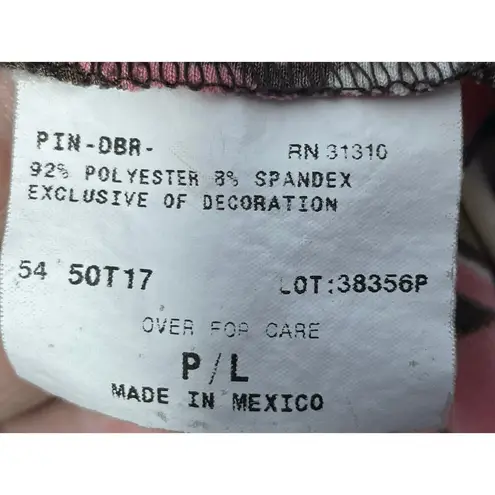 PIN-DBR- RN 31310
92% POLYESTER 8% SPANDEX
EXCLUSIVE OF DECORATION
54 50T17 LOT:38356P
OVER FOR CARE
P/L
MADE IN MEXICO